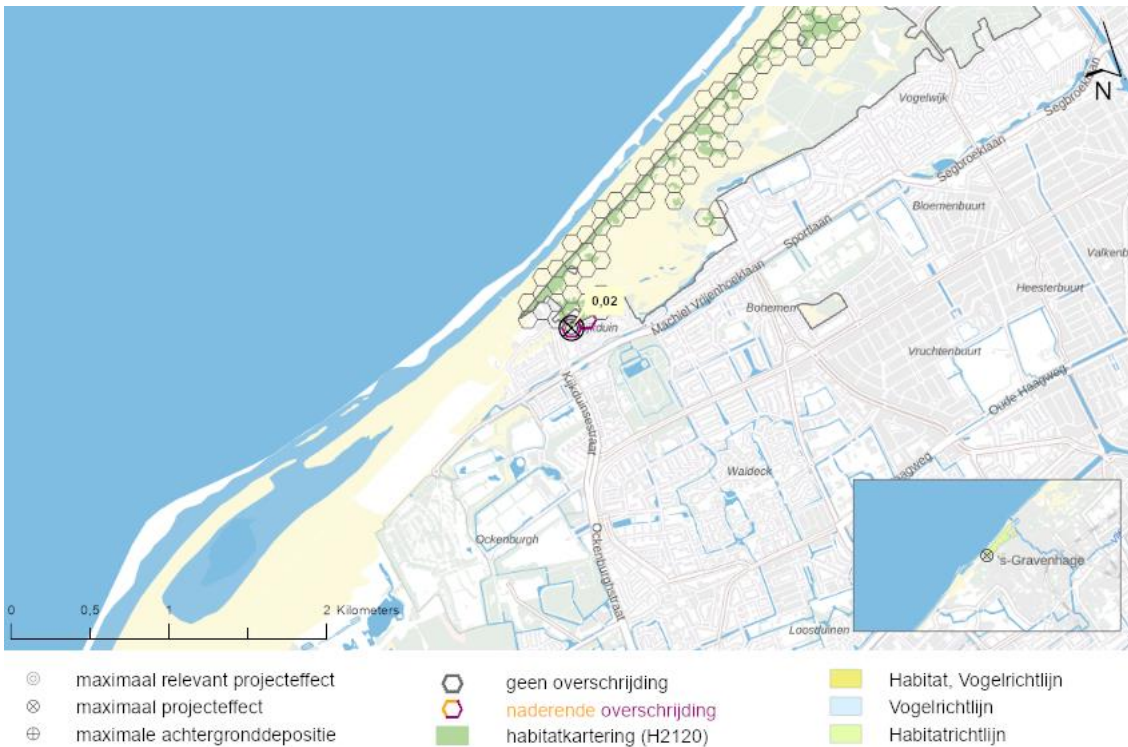 N
Vogelwijk
Segbroeklaan
Segbroeklaan
Bloemenbuurt
Sportlaan
Machiel Vrijenhoeklaan
Bohemen
Heesterbuurt
Vruchtenbuurt
Oude Haagweg
0,02
Kijkduinsestraat
Waldeck
Ockenburgh
Ockenburghstraat
's-Gravenhage
Loosduinen
0 0,5 1 2 Kilometers
maximaal relevant projecteffect
maximaal projecteffect
maximale achtergronddepositie
geen overschrijding
naderende overschrijding
habitatkartering (H2120)
Habitat, Vogelrichtlijn
Vogelrichtlijn
Habitatrichtlijn